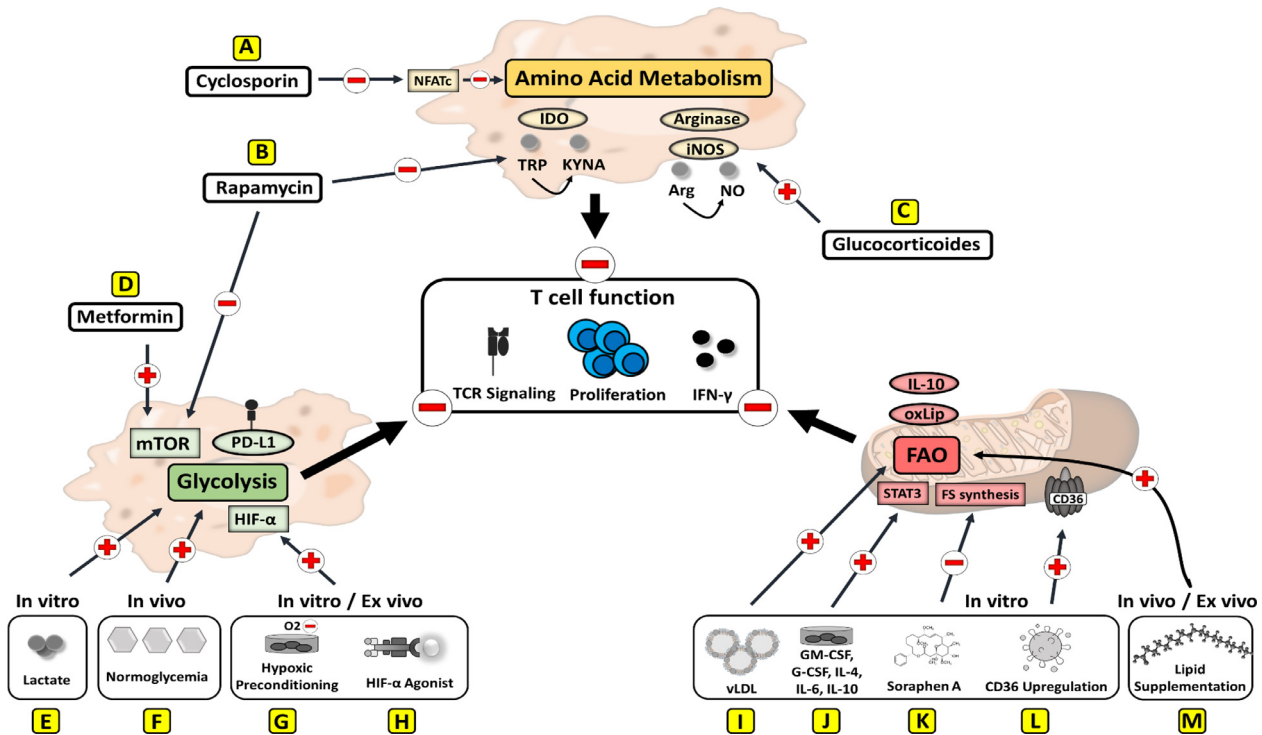 A
Cyclosporin
NFATc
Amino Acid Metabolism
IDO
Arginase
iNOS
TRP
KYNA
Arg
NO
B
Rapamycin
C
Glucocorticoides
D
Metformin
T cell function
TCR Signaling
Proliferation
IFN-γ
mTOR
PD-L1
Glycolysis
HIF-α
IL-10
oxLip
FAO
STAT3
FS synthesis
CD36
In vitro
In vivo
In vitro / Ex vivo
In vitro
In vivo / Ex vivo
Lactate
Normoglycemia
O2
Hypoxic
Preconditioning
HIF-α Agonist
vLDL
GM-CSF,
G-CSF, IL-4,
IL-6, IL-10
Soraphen A
CD36 Upregulation
Lipid
Supplementation
E
F
G
H
I
J
K
L
M